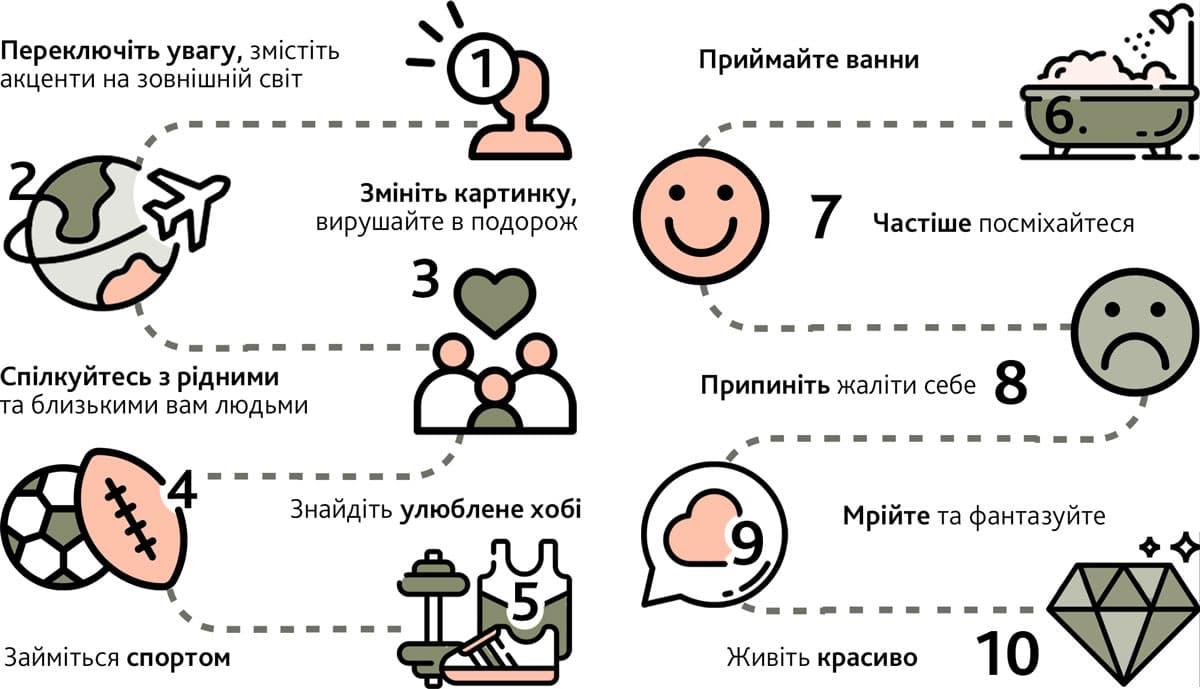 1
Переключіть увагу, змістіть
акценти на зовнішній світ
2
Змініть картинку,
вирушайте в подорож
3
Спілкуйтесь з рідними
та близькими вам людьми
4
Знайдіть улюблене хобі
5
Займіться спортом
6.
Приймайте ванни
7
Частіше посміхайтеся
8
Припиніть жаліти себе
9
Мрійте та фантазуйте
10
Живіть красиво